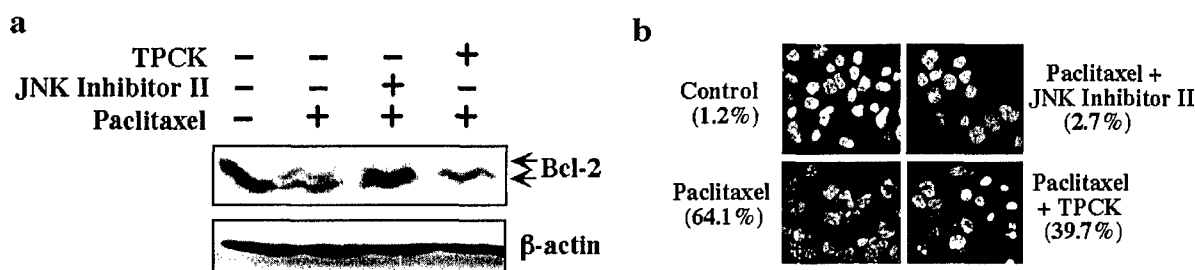 a
TPCK - - - +
JNK Inhibitor II - - + -
Paclitaxel - + + +
Bcl-2
β-actin
b
Control
(1.2%)
Paclitaxel +
JNK Inhibitor II
(2.7%)
Paclitaxel
(64.1%)
Paclitaxel
+ TPCK
(39.7%)